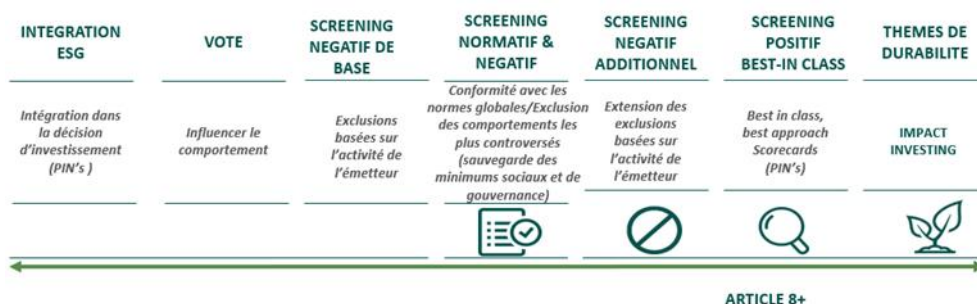 INTEGRATION
ESG
VOTE
SCREENING
NEGATIF DE
BASE
SCREENING
NORMATIF &
NEGATIF
SCREENING
NEGATIF
ADDITIONNEL
SCREENING
POSITIF
BEST-IN CLASS
THEMES DE
DURABILITE
Intégration dans
la décision
d'investissement
(PIN's )
Influencer le
comportement
Exclusions
basées sur
l'activité de
l'émetteur
Conformité avec les
normes globales/Exclusion
des comportements les
plus controversés
(sauvegarde des
minimums sociaux et de
gouvernance)
Extension des
exclusions
basées sur
l'activité de
l'émetteur
Best in class,
best approach
Scorecards
(PIN's)
IMPACT
INVESTING
ARTICLE 8+